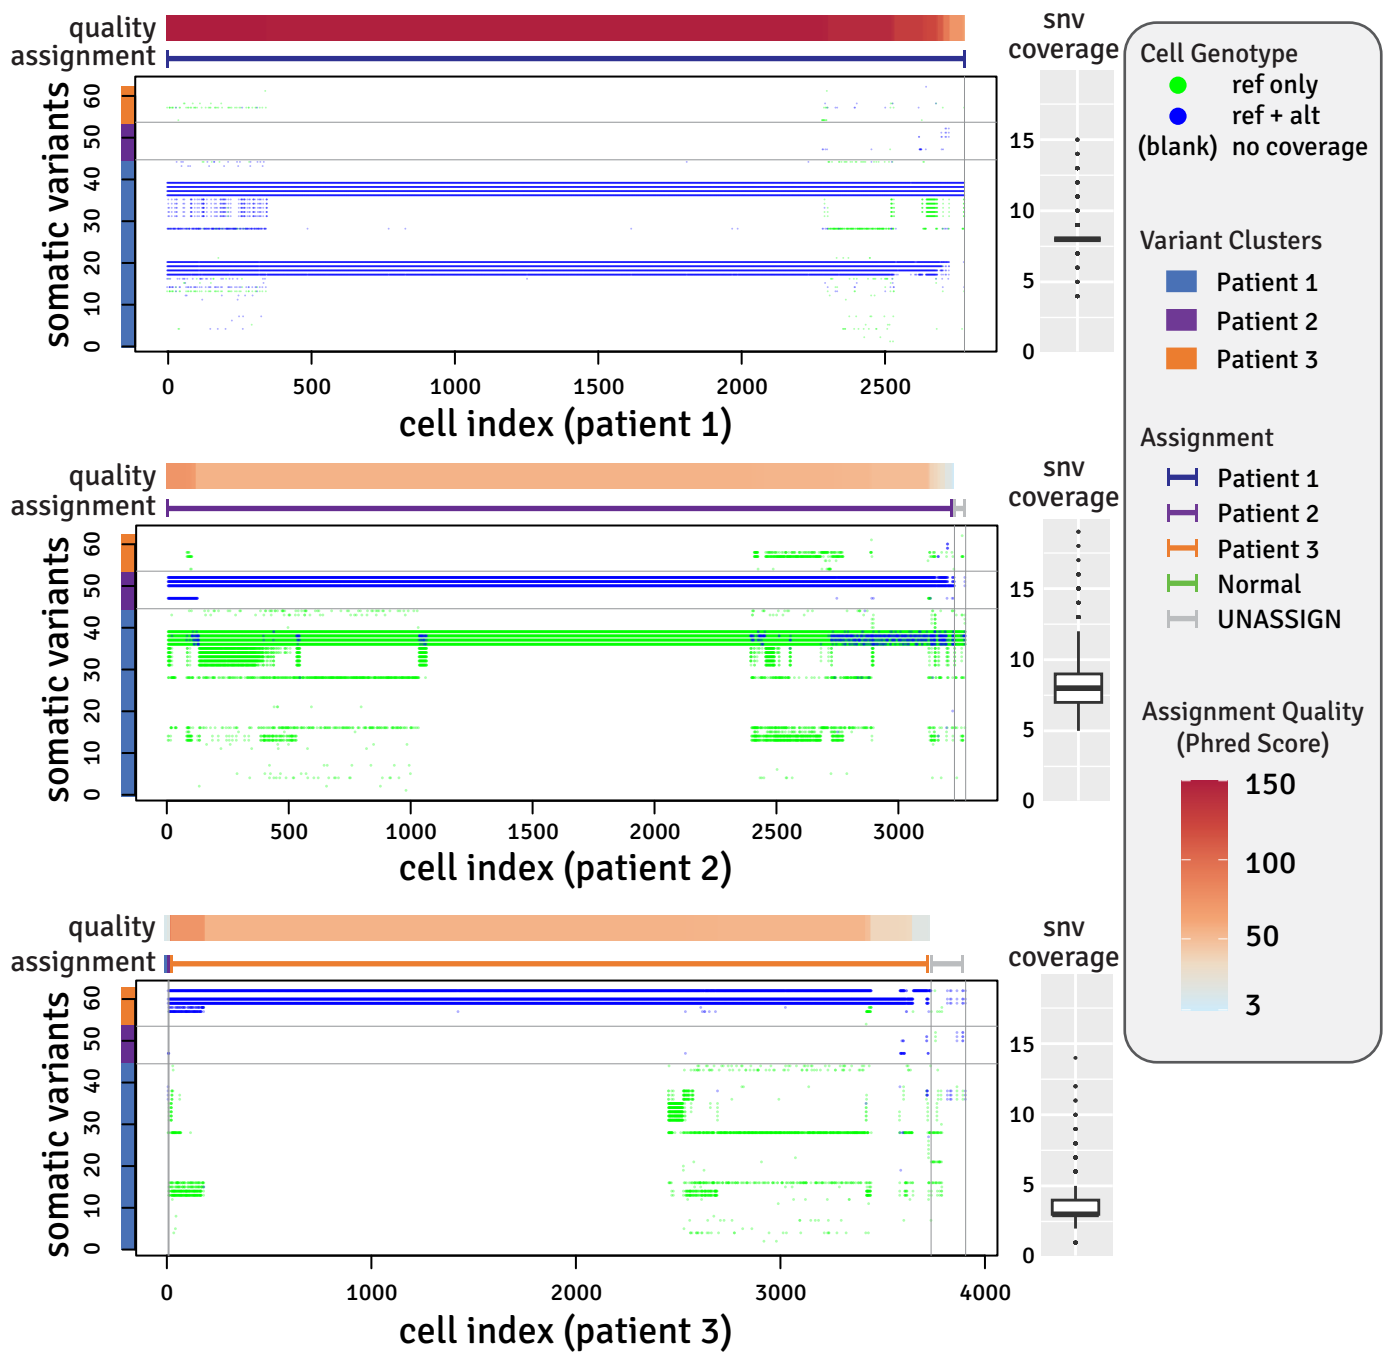 quality
assignment
somatic variants
0 10 20 30 40 50 60
0 500 1000 1500 2000 2500
cell index (patient 1)
snv
coverage
15
10
5
0
quality
assignment
somatic variants
0 10 20 30 40 50 60
0 500 1000 1500 2000 2500 3000
cell index (patient 2)
snv
coverage
15
10
5
0
quality
assignment
somatic variants
0 10 20 30 40 50 60
0 1000 2000 3000 4000
cell index (patient 3)
snv
coverage
15
10
5
0
Cell Genotype
ref only
ref + alt
(blank) no coverage
Variant Clusters
Patient 1
Patient 2
Patient 3
Assignment
Patient 1
Patient 2
Patient 3
Normal
UNASSIGN
Assignment Quality
(Phred Score)
150
100
50
3